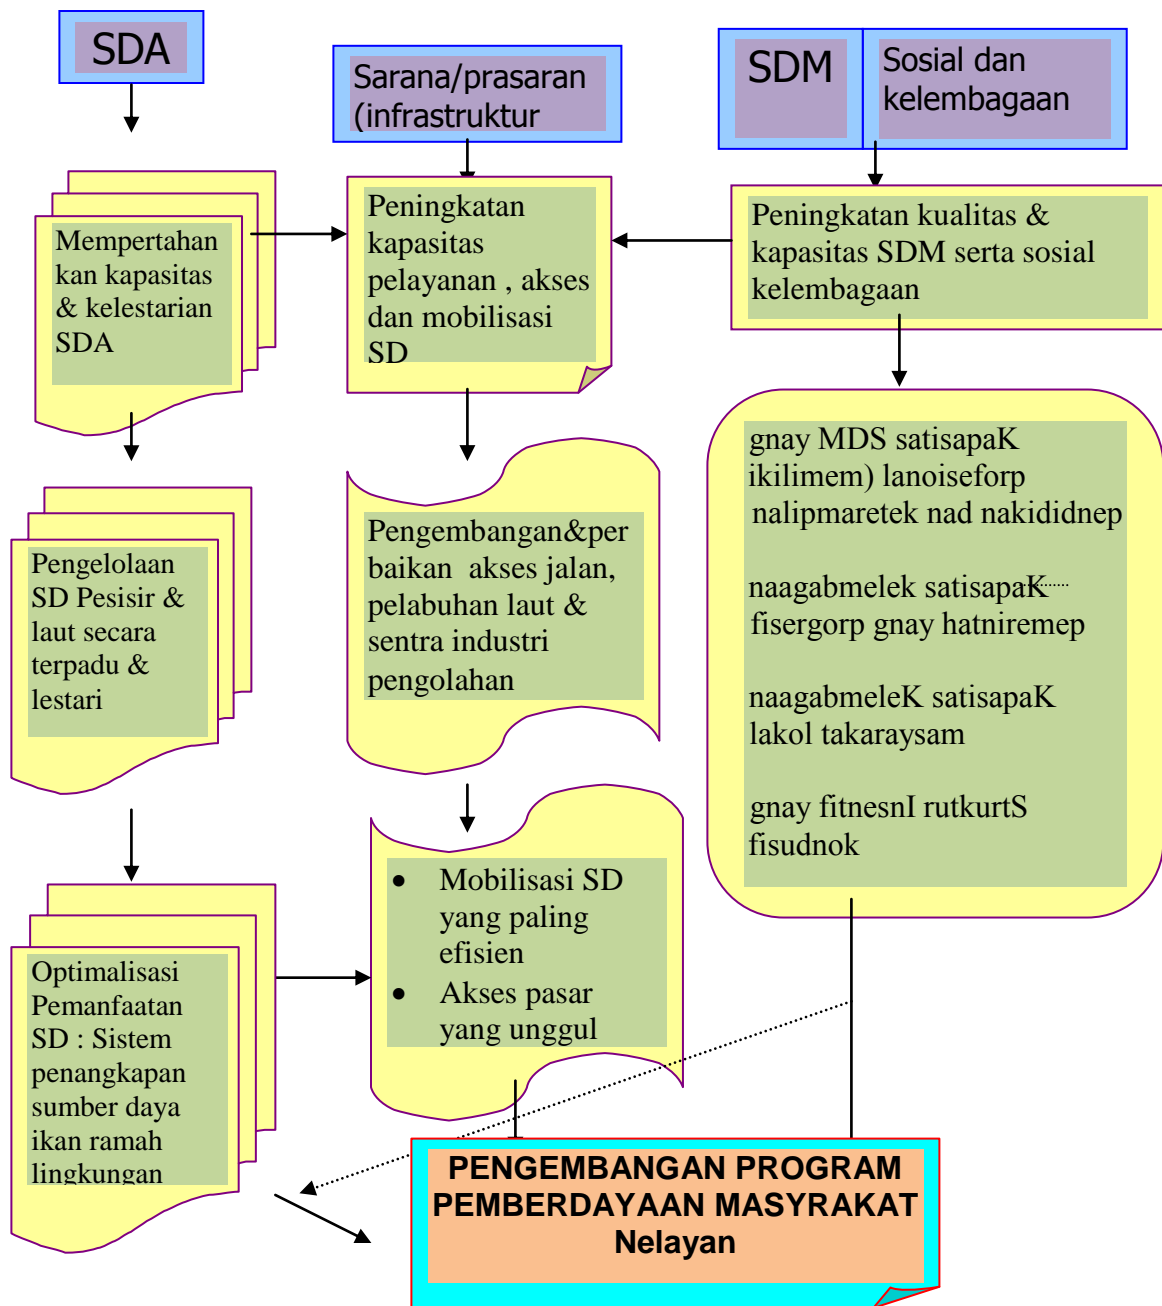 SDA
Sarana/prasaran
(infrastruktur
SDM
Sosial dan
kelembagaan
Mempertahan
kan kapasitas
& kelestarian
SDA
Peningkatan
kapasitas
pelayanan , akses
dan mobilisasi
SD
Peningkatan kualitas &
kapasitas SDM serta sosial
kelembagaan
Pengelolaan
SD Pesisir &
laut secara
terpadu &
lestari
Pengembangan&per
baikan akses jalan,
pelabuhan laut &
sentra industri
pengolahan
gnay MDS satisapaK
ikilimem) lanoiseforp
nalipmaretek nad nakididnep
naagabmelek satisapaK
fisergorp gnay hatniremep
naagabmeleK satisapaK
lakol takaraysam
gnay fitnesnI rutkurtS
fisudnok
Optimalisasi
Pemanfaatan
SD : Sistem
penangkapan
sumber daya
ikan ramah
lingkungan
• Mobilisasi SD
yang paling
efisien
• Akses pasar
yang unggul
PENGEMBANGAN PROGRAM
PEMBERDAYAAN MASYRAKAT
Nelayan